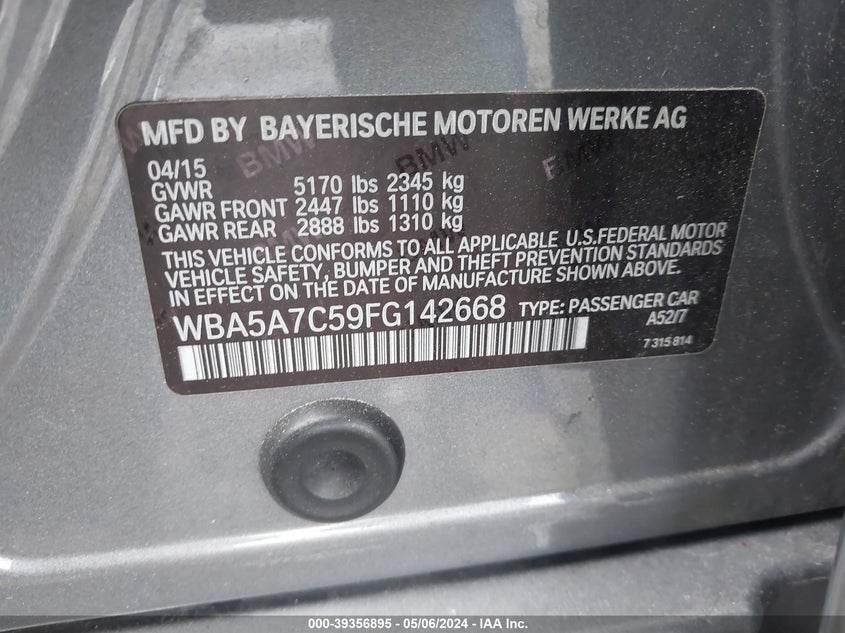 MFD BY BAYERISCHE MOTOREN WERKE AG
BMW BMW BMW
04/15
GVWR 5170 lbs 2345 kg
GAWR FRONT 2447 lbs 1110 kg
GAWR REAR 2888 lbs 1310 kg
THIS VEHICLE CONFORMS TO ALL APPLICABLE U.S.FEDERAL MOTOR
VEHICLE SAFETY, BUMPER AND THEFT PREVENTION STANDARDS
IN EFFECT ON THE DATE OF MANUFACTURE SHOWN ABOVE.
WBA5A7C59FG142668 TYPE: PASSENGER CAR
A52/7
7 315 814
000-39356895 - 05/06/2024 - IAA Inc.